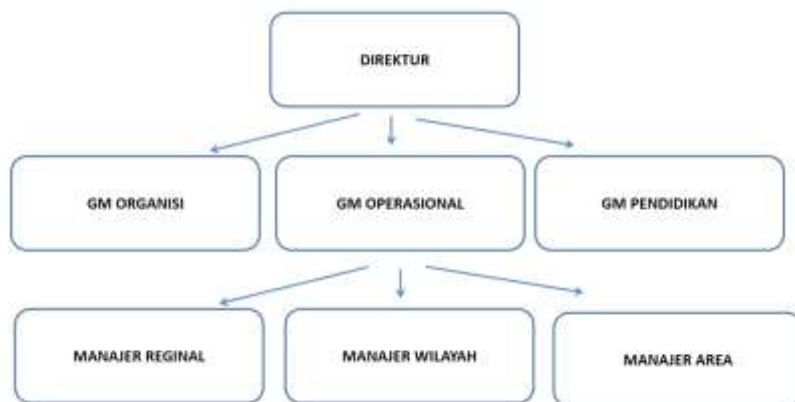 DIREKTUR
GM ORGANISI
GM OPERASIONAL
GM PENDIDIKAN
MANAJER REGINAL
MANAJER WILAYAH
MANAJER AREA